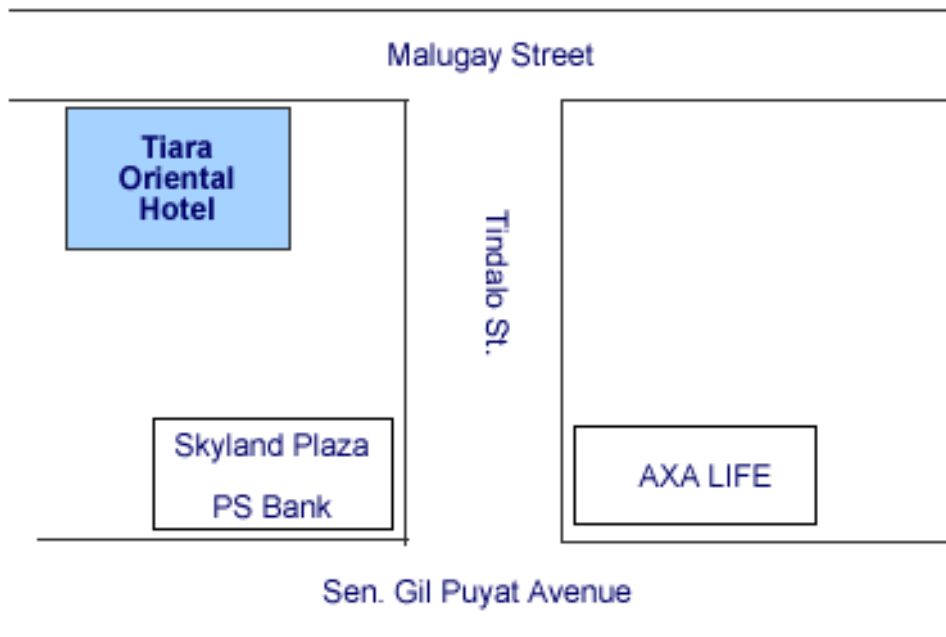 Malugay Street
Tiara
Oriental
Hotel
Tindalo St.
Skyland Plaza
PS Bank
AXA LIFE
Sen. Gil Puyat Avenue